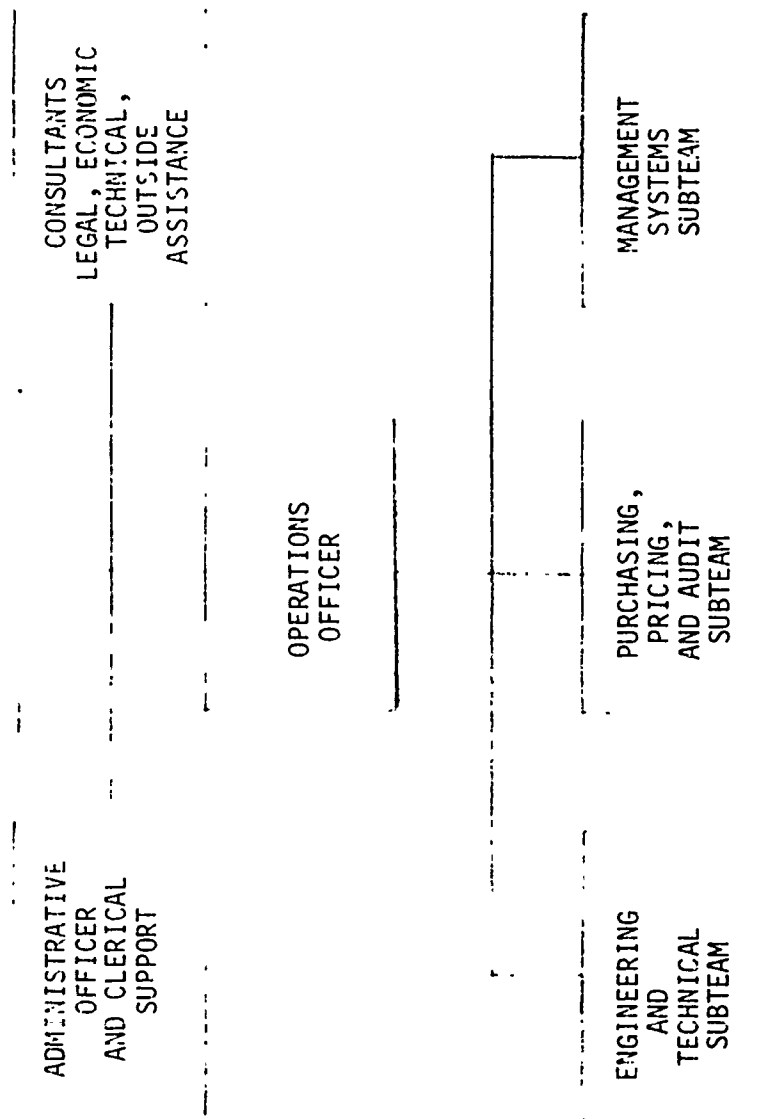 ADMINISTRATIVE
OFFICER
AND CLERICAL
SUPPORT
CONSULTANTS
LEGAL, ECONOMIC
TECHNICAL,
OUTSIDE
ASSISTANCE
OPERATIONS
OFFICER
ENGINEERING
AND
TECHNICAL
SUBTEAM
PURCHASING,
PRICING,
AND AUDIT
SUBTEAM
MANAGEMENT
SYSTEMS
SUBTEAM